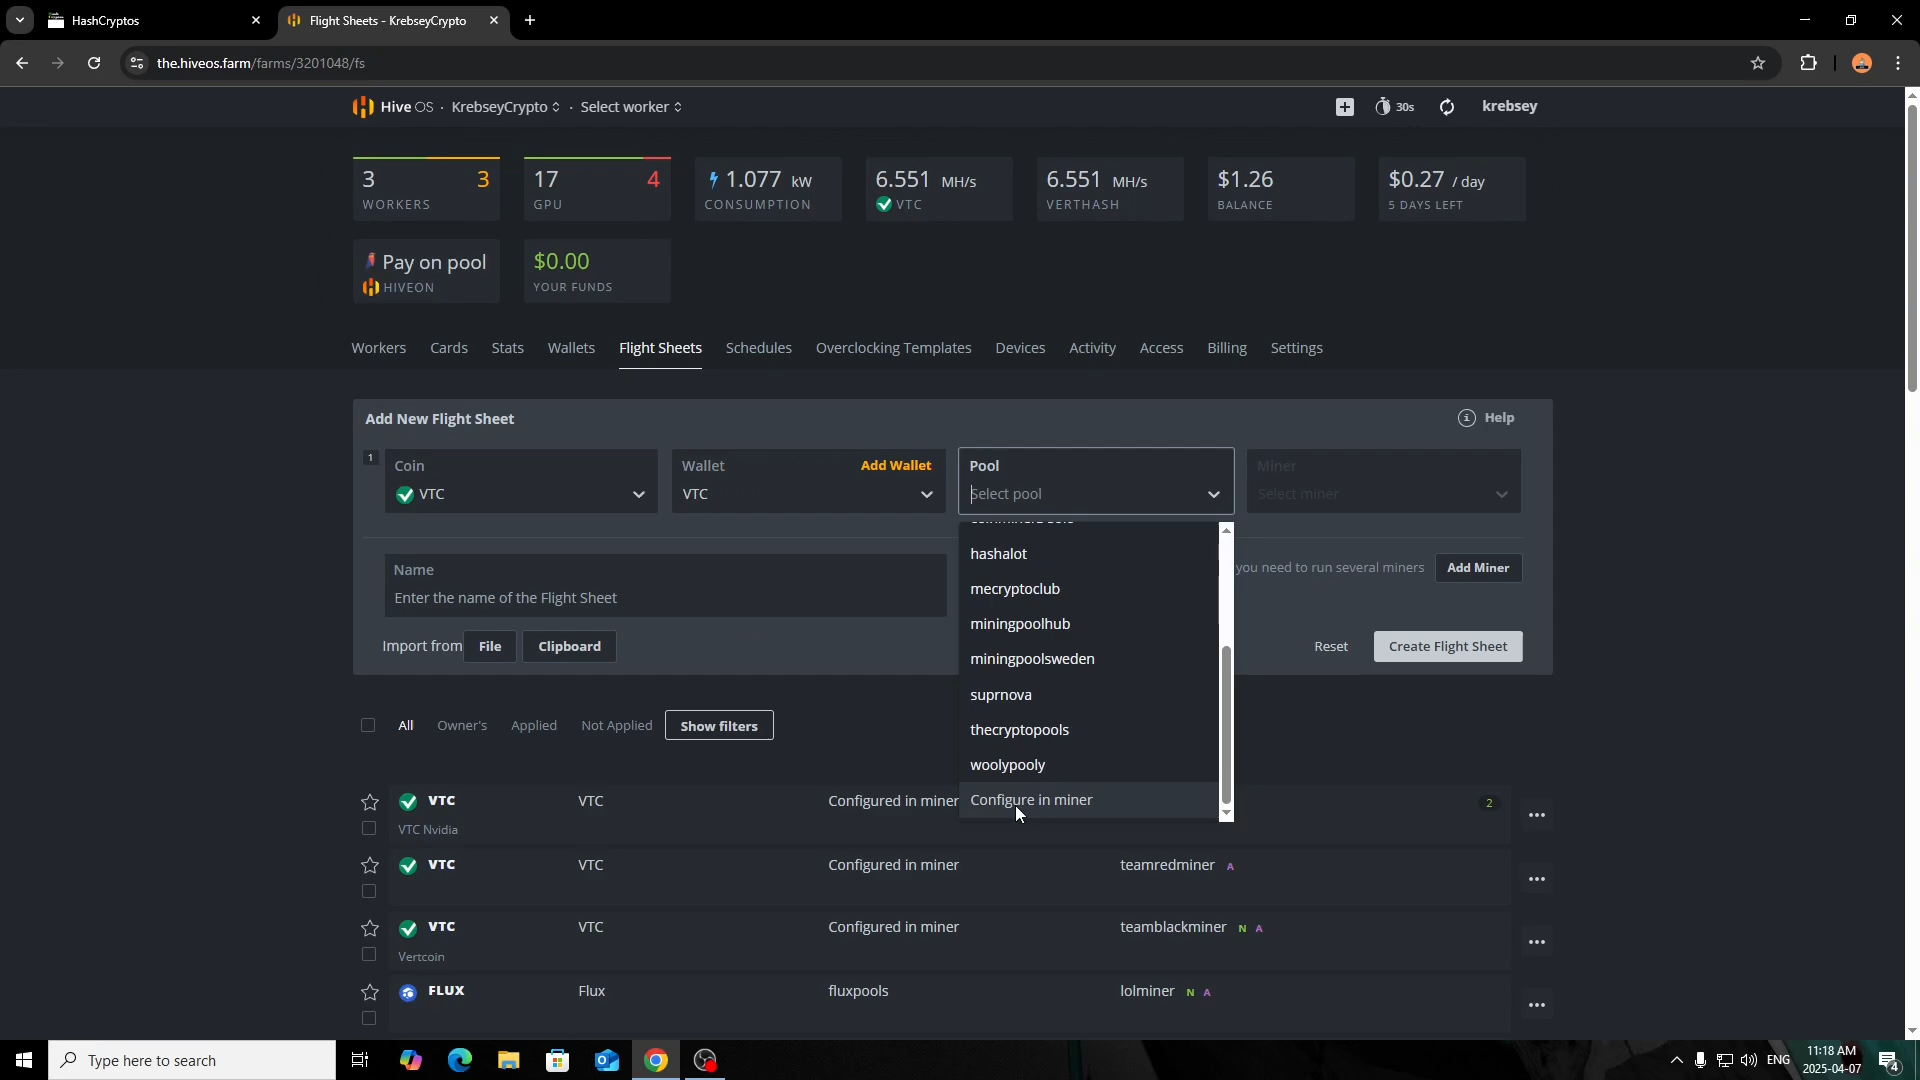 HashCryptos
Flight Sheets - KrebseyCrypto
the.hiveos.farm/farms/3201048/fs
Hive OS · KrebseyCrypto · Select worker
30s
krebsey
3 3
WORKERS
17 4
GPU
1.077 kW
CONSUMPTION
6.551 MH/s
VTC
6.551 MH/s
VERTHASH
$1.26
BALANCE
$0.27 / day
5 DAYS LEFT
Pay on pool
HIVEON
$0.00
YOUR FUNDS
Workers Cards Stats Wallets Flight Sheets Schedules Overclocking Templates Devices Activity Access Billing Settings
Add New Flight Sheet
Help
1
Coin
VTC
Wallet Add Wallet
VTC
Pool
Select pool
Miner
Select miner
hashalot
mecryptoclub
miningpoolhub
miningpoolsweden
suprnova
thecryptopools
woolypooly
Configure in miner
Name
Enter the name of the Flight Sheet
you need to run several miners
Add Miner
Import from File Clipboard
Reset Create Flight Sheet
All Owner's Applied Not Applied Show filters
VTC VTC Configured in miner 2
VTC Nvidia
VTC VTC Configured in miner teamredminer A
VTC VTC Configured in miner teamblackminer N A
Vertcoin
FLUX Flux fluxpools lolminer N A
Type here to search
ENG
11:18 AM
2025-04-07
4